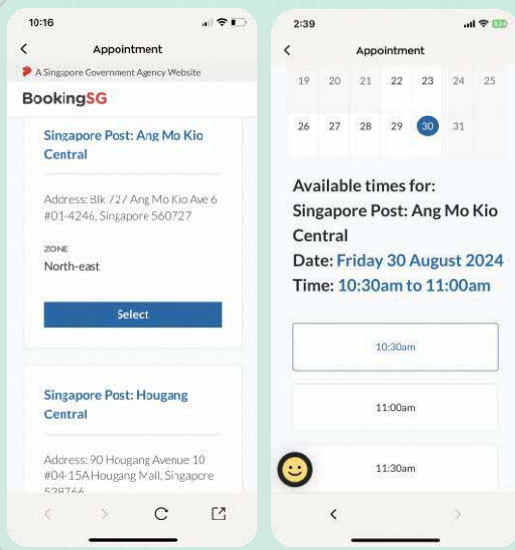 10:16
Appointment
A Singapore Government Agency Website
BookingSG
Singapore Post: Ang Mo Kio
Central
Address: Blk 727 Ang Mo Kio Ave 6
#01-4246, Singapore 560727
ZONE
North-east
Select
Singapore Post: Hougang
Central
Address: 90 Hougang Avenue 10
#04-15A Hougang Mall, Singapore
538766
2:39
Appointment
19 20 21 22 23 24 25
26 27 28 29 30 31
Available times for:
Singapore Post: Ang Mo Kio
Central
Date: Friday 30 August 2024
Time: 10:30am to 11:00am
10:30am
11:00am
11:30am